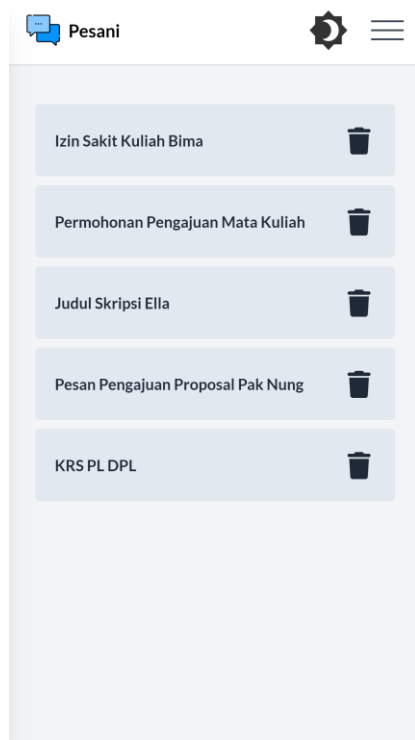 Pesani
Izin Sakit Kuliah Bima
Permohonan Pengajuan Mata Kuliah
Judul Skripsi Ella
Pesan Pengajuan Proposal Pak Nung
KRS PL DPL